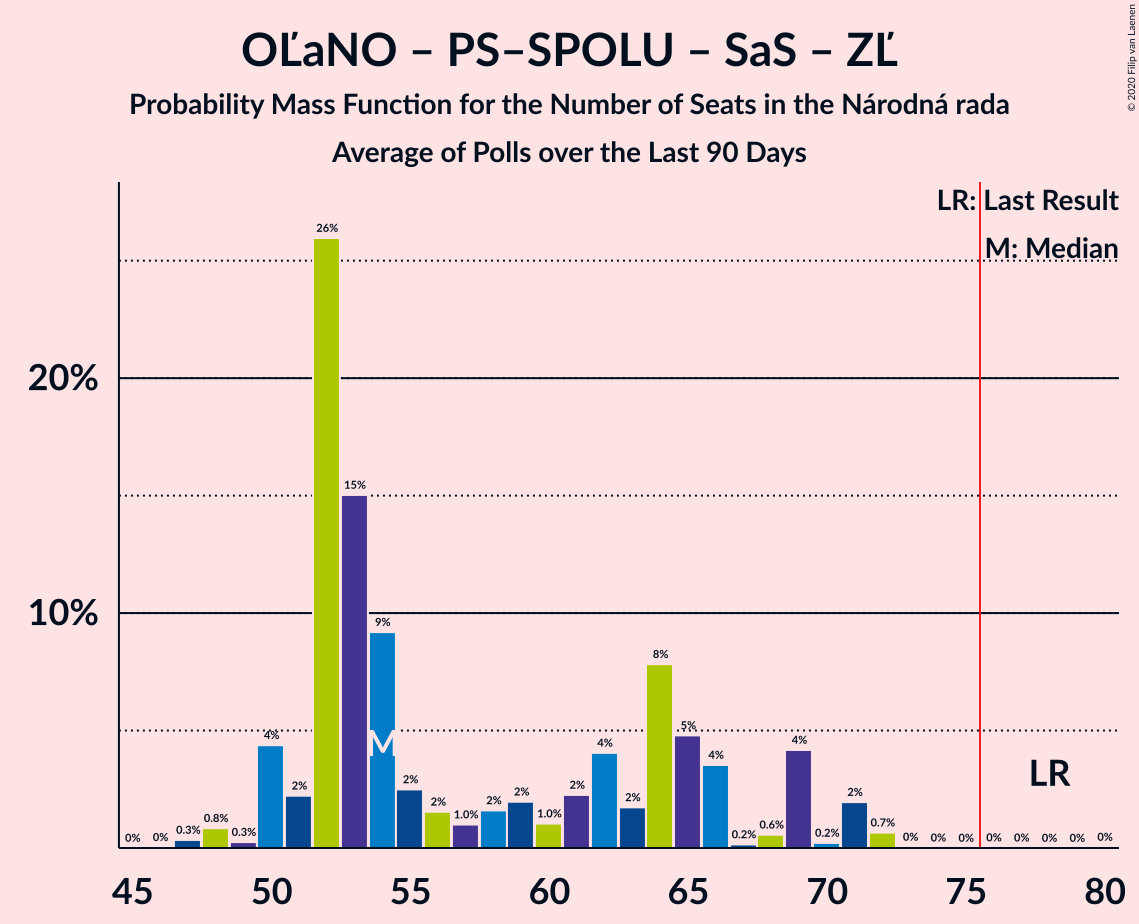 OĽaNO – PS–SPOLU – SaS – ZĽ
Probability Mass Function for the Number of Seats in the Národná rada
Average of Polls over the Last 90 Days
© 2020 Filip van Laenen
LR: Last Result
M: Median
20%
10%
0% 0% 0.3% 0.8% 0.3% 4% 2% 26% 15% 9% 2% 2% 1.0% 2% 2% 1.0% 2% 4% 2% 8% 5% 4% 0.2% 0.6% 4% 0.2% 2% 0.7% 0% 0% 0% 0% 0% 0% 0% 0%
M
LR
45 50 55 60 65 70 75 80